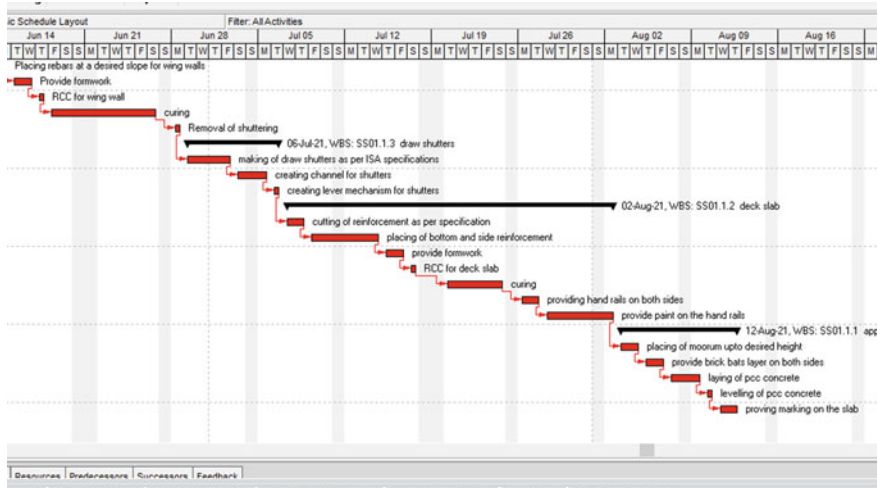 ic Schedule Layout Filter: All Activities
Jun 14 Jun 21 Jun 28 Jul 05 Jul 12 Jul 19 Jul 26 Aug 02 Aug 09 Aug 16
T W T F S S M T W T F S S M T W T F S S M T W T F S S M T W T F S S M T W T F S S M T W T F S S M T W T F S S M T W T F S S M T W T F S S M
Placing rebars at a desired slope for wing walls
Provide formwork
RCC for wing wall
curing
Removal of shuttering
06-Jul-21, WBS: SS01.1.3 draw shutters
making of draw shutters as per ISA specifications
creating channel for shutters
creating lever mechanism for shutters
02-Aug-21, WBS: SS01.1.2 deck slab
cutting of reinforcement as per specification
placing of bottom and side reinforcement
provide formwork
RCC for deck slab
curing
providing hand rails on both sides
provide paint on the hand rails
12-Aug-21, WBS: SS01.1.1 app
placing of moorum upto desired height
provide brick bats layer on both sides
laying of pcc concrete
levelling of pcc concrete
proving marking on the slab
Resources Predecessors Successors Feedback